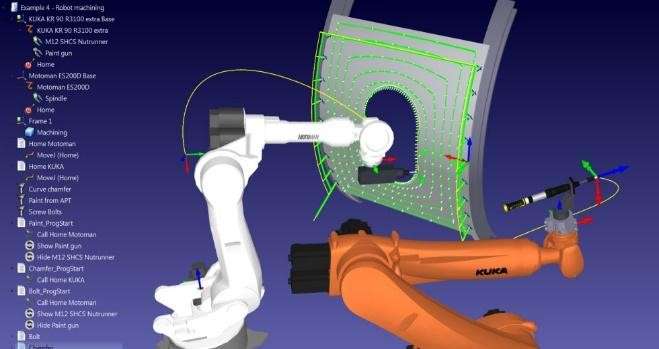 Example 4 - Robot machining
KUKA KR 90 R3100 extra Base
KUKA KR 90 R3100 extra
M12 SHCS Nutrunner
Paint gun
Home
Motoman ES200D Base
Motoman ES200D
Spindle
Home
Frame 1
Machining
Home Motoman
MoveJ (Home)
Home KUKA
MoveJ (Home)
Curve chamfer
Paint from APT
Screw Bolts
Paint_ProgStart
Call Home Motoman
Show Paint gun
Hide M12 SHCS Nutrunner
Chamfer_ProgStart
Call Home KUKA
Bolt_ProgStart
Call Home Motoman
Show M12 SHCS Nutrunner
Hide Paint gun
Bolt
Chamfer
MOTOMAN
KUKA